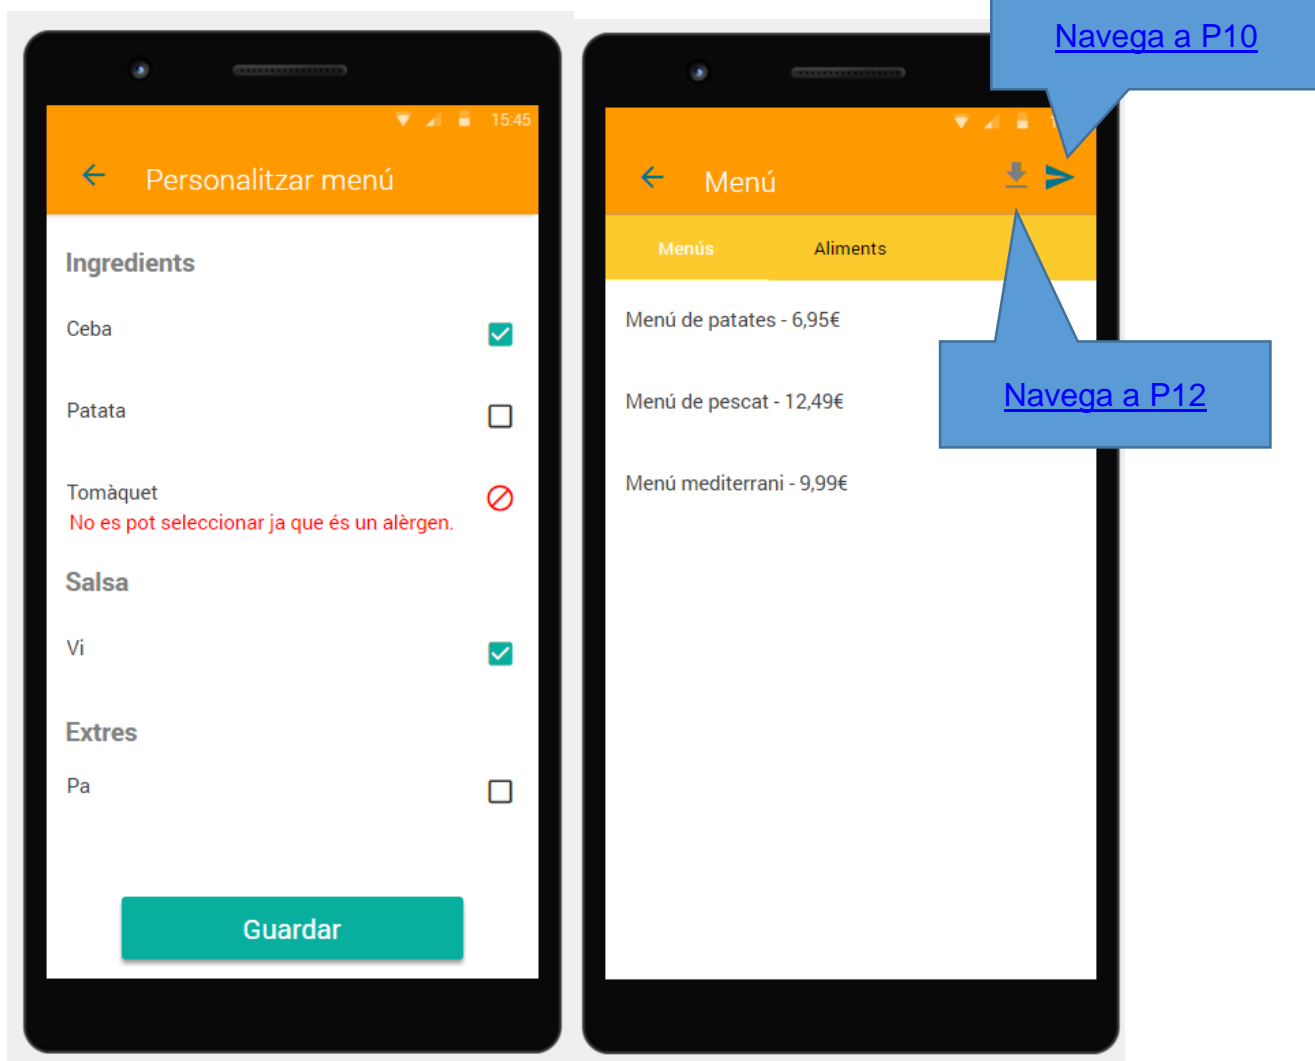 15:45
Personalitzar menú
Ingredients
Ceba
Patata
Tomàquet
No es pot seleccionar ja que és un alèrgen.
Salsa
Vi
Extres
Pa
Guardar
Navega a P10
Menú
Menús
Aliments
Menú de patates - 6,95€
Menú de pescat - 12,49€
Menú mediterrani - 9,99€
Navega a P12